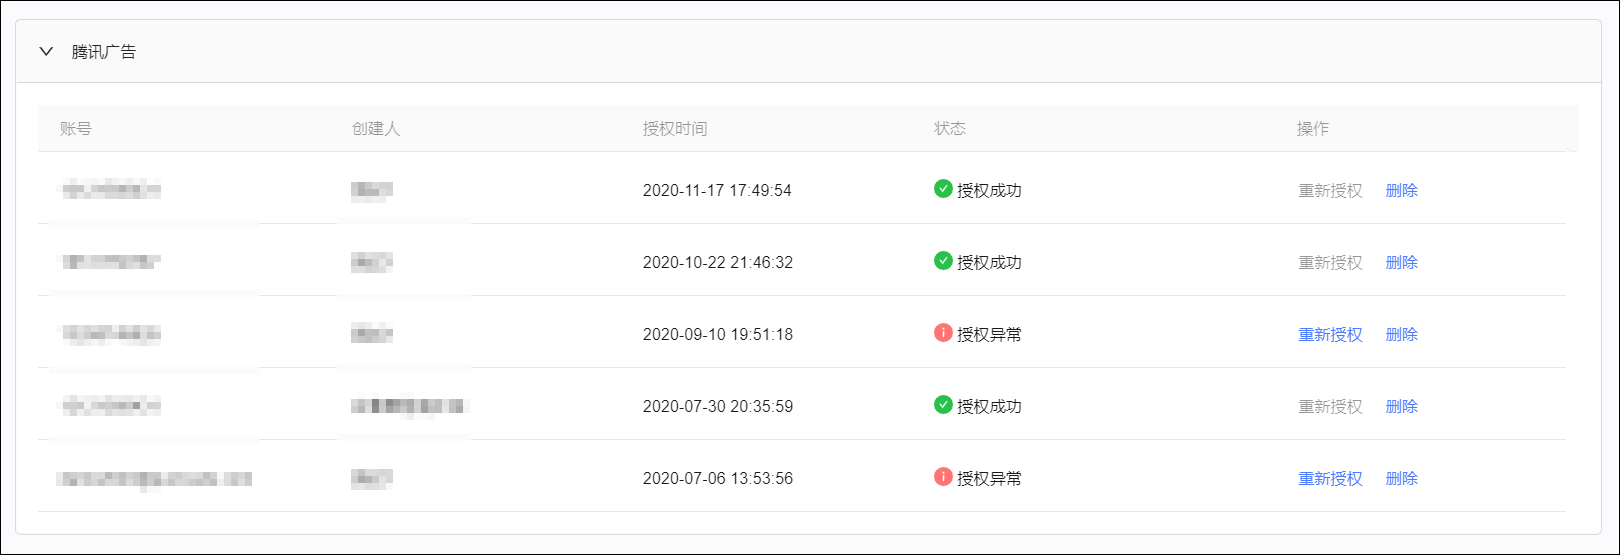 腾讯广告
账号 创建人 授权时间 状态 操作
2020-11-17 17:49:54 授权成功 重新授权 删除
2020-10-22 21:46:32 授权成功 重新授权 删除
2020-09-10 19:51:18 授权异常 重新授权 删除
2020-07-30 20:35:59 授权成功 重新授权 删除
2020-07-06 13:53:56 授权异常 重新授权 删除